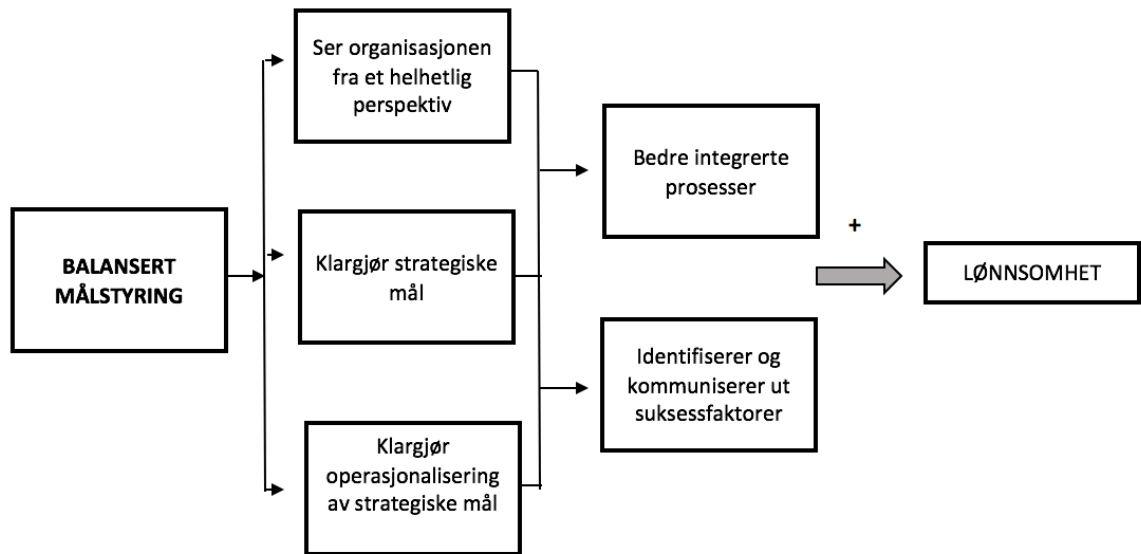 BALANSERT
MÅLSTYRING
Ser organisasjonen
fra et helhetlig
perspektiv
Klargjør strategiske
mål
Klargjør
operasjonalisering
av strategiske mål
Bedre integrerte
prosesser
Identifiserer og
kommuniserer ut
suksessfaktorer
+
LØNNSOMHET